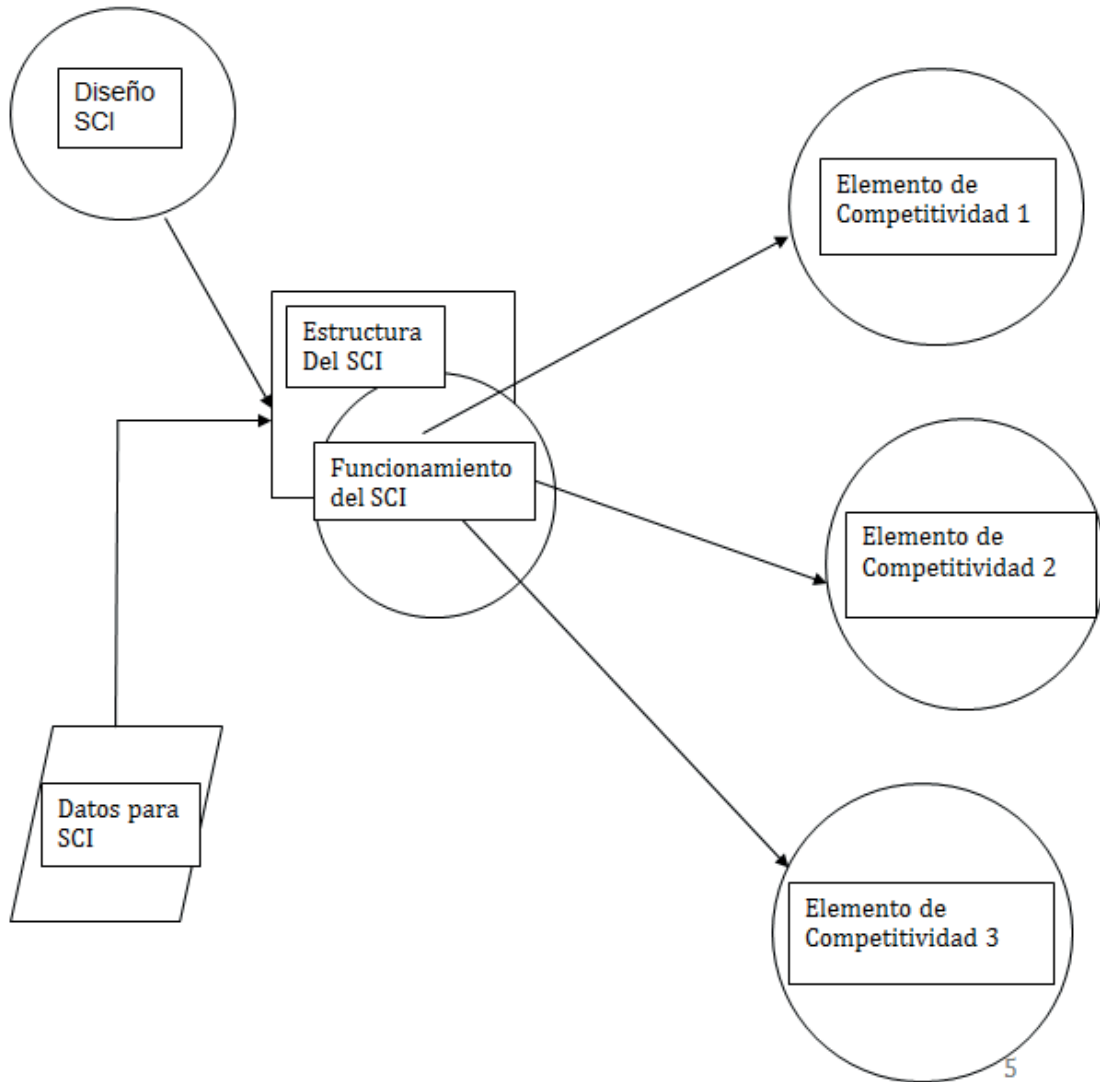 Diseño
SCI
Elemento de
Competitividad 1
Estructura
Del SCI
Funcionamiento
del SCI
Elemento de
Competitividad 2
Datos para
SCI
Elemento de
Competitividad 3
5